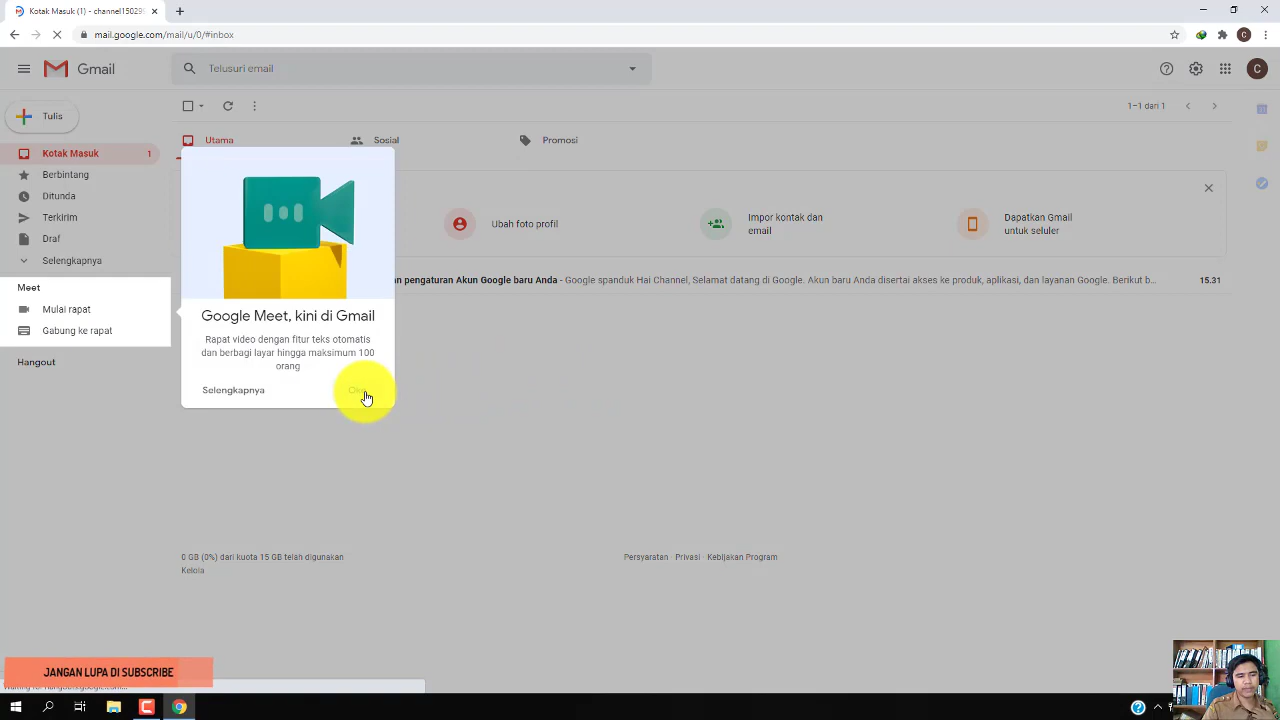 Kotak Masuk (1) - channel15029
mail.google.com/mail/u/0/#inbox
C
Gmail
Telusuri email
C
Tulis
1–1 dari 1
Kotak Masuk 1
Berbintang
Ditunda
Terkirim
Draf
Selengkapnya
Meet
Mulai rapat
Gabung ke rapat
Hangout
Utama
Sosial
Promosi
Ubah foto profil
Impor kontak dan
email
Dapatkan Gmail
untuk seluler
pengaturan Akun Google baru Anda - Google spanduk Hai Channel, Selamat datang di Google. Akun baru Anda disertai akses ke produk, aplikasi, dan layanan Google. Berikut b... 15.31
Google Meet, kini di Gmail
Rapat video dengan fitur teks otomatis
dan berbagi layar hingga maksimum 100
orang
Selengkapnya
0 GB (0%) dari kuota 15 GB telah digunakan
Kelola
Persyaratan · Privasi · Kebijakan Program
JANGAN LUPA DI SUBSCRIBE